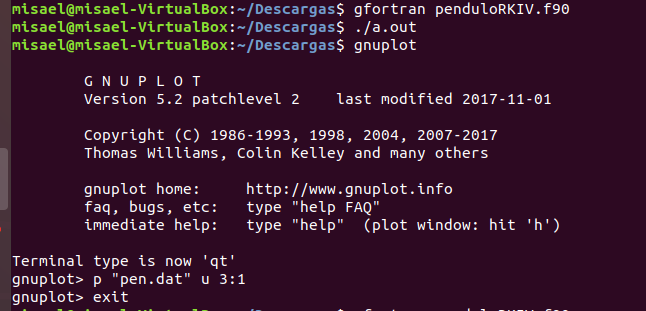 misael@misael-VirtualBox:~/Descargas$ gfortran penduloRKIV.f90
misael@misael-VirtualBox:~/Descargas$ ./a.out
misael@misael-VirtualBox:~/Descargas$ gnuplot
G N U P L O T
Version 5.2 patchlevel 2    last modified 2017-11-01
Copyright (C) 1986-1993, 1998, 2004, 2007-2017
Thomas Williams, Colin Kelley and many others
gnuplot home:     http://www.gnuplot.info
faq, bugs, etc:   type "help FAQ"
immediate help:   type "help"  (plot window: hit 'h')
Terminal type is now 'qt'
gnuplot> p "pen.dat" u 3:1
gnuplot> exit